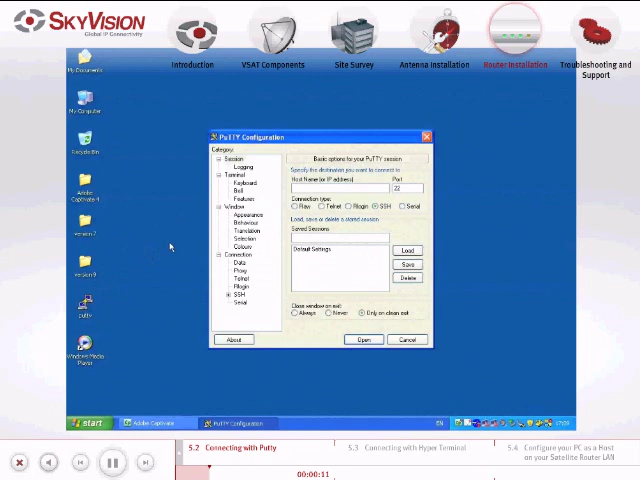 SKYVISION
Global IP Connectivity
Introduction
VSAT Components
Site Survey
Antenna Installation
Router Installation
Troubleshooting and
Support
My Documents
My Computer
Recycle Bin
Adobe
Captivate 4
version 7
version 9
putty
Windows Media
Player
PuTTY Configuration
Category:
Session
Logging
Terminal
Keyboard
Bell
Features
Window
Appearance
Behaviour
Translation
Selection
Colours
Connection
Data
Proxy
Telnet
Rlogin
SSH
Serial
Basic options for your PuTTY session
Specify the destination you want to connect to
Host Name (or IP address)
Port
22
Connection type:
Raw
Telnet
Rlogin
SSH
Serial
Load, save or delete a stored session
Saved Sessions
Default Settings
Load
Save
Delete
Close window on exit:
Always
Never
Only on clean exit
About
Open
Cancel
start
Adobe Captivate
PuTTY Configuration
EN
17:09
5.2 Connecting with Putty
5.3 Connecting with Hyper Terminal
5.4 Configure your PC as a Host
on your Satellite Router LAN
00:00:11